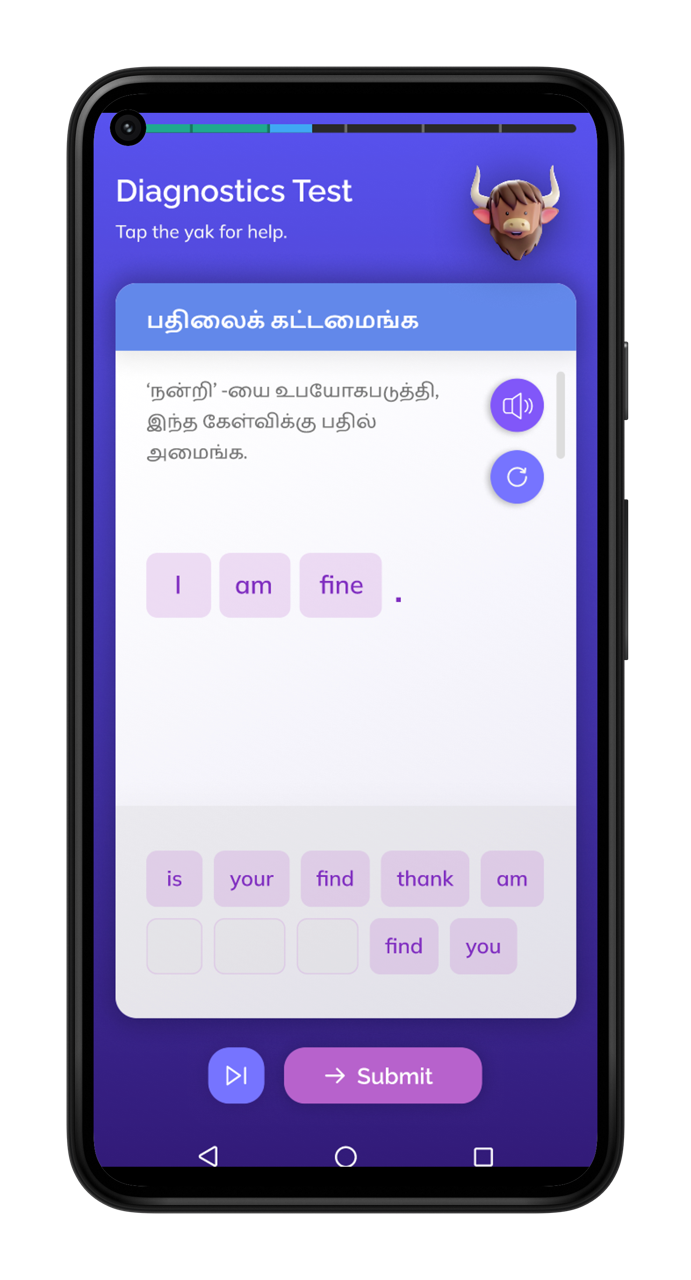 Diagnostics Test
Tap the yak for help.
பதிலைக் கட்டமைங்க
‘நன்றி’ -யை உபயோகபடுத்தி,
இந்த கேள்விக்கு பதில்
அமைங்க.
I am fine .
is your find thank am
find you
Submit